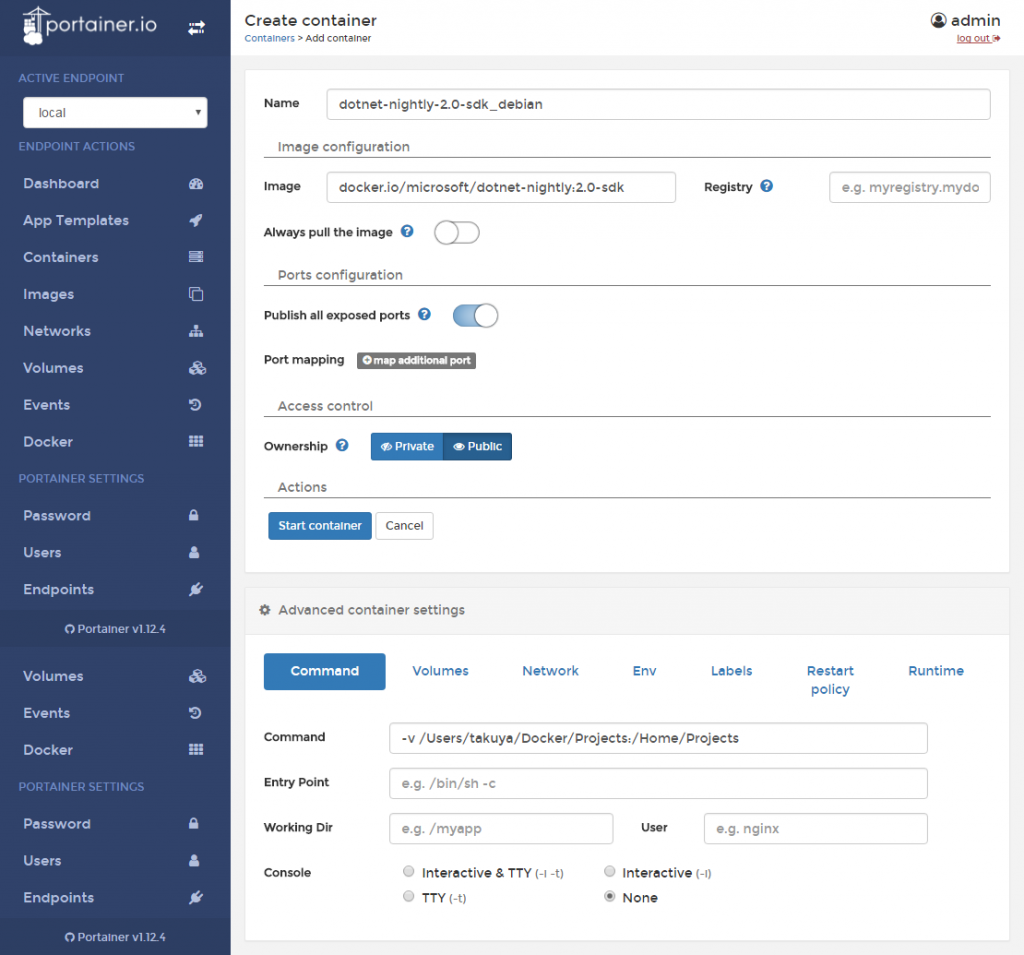 portainer.io
ACTIVE ENDPOINT
local
ENDPOINT ACTIONS
Dashboard
App Templates
Containers
Images
Networks
Volumes
Events
Docker
PORTAINER SETTINGS
Password
Users
Endpoints
Portainer v1.12.4
Volumes
Events
Docker
PORTAINER SETTINGS
Password
Users
Endpoints
Portainer v1.12.4
Create container
Containers > Add container
admin
log out
Name dotnet-nightly-2.0-sdk_debian
Image configuration
Image docker.io/microsoft/dotnet-nightly:2.0-sdk Registry e.g. myregistry.mydo
Always pull the image
Ports configuration
Publish all exposed ports
Port mapping map additional port
Access control
Ownership Private Public
Actions
Start container Cancel
Advanced container settings
Command Volumes Network Env Labels Restart policy Runtime
Command -v /Users/takuya/Docker/Projects:/Home/Projects
Entry Point e.g. /bin/sh -c
Working Dir e.g. /myapp User e.g. nginx
Console Interactive & TTY (-i -t) Interactive (-i)
TTY (-t) None